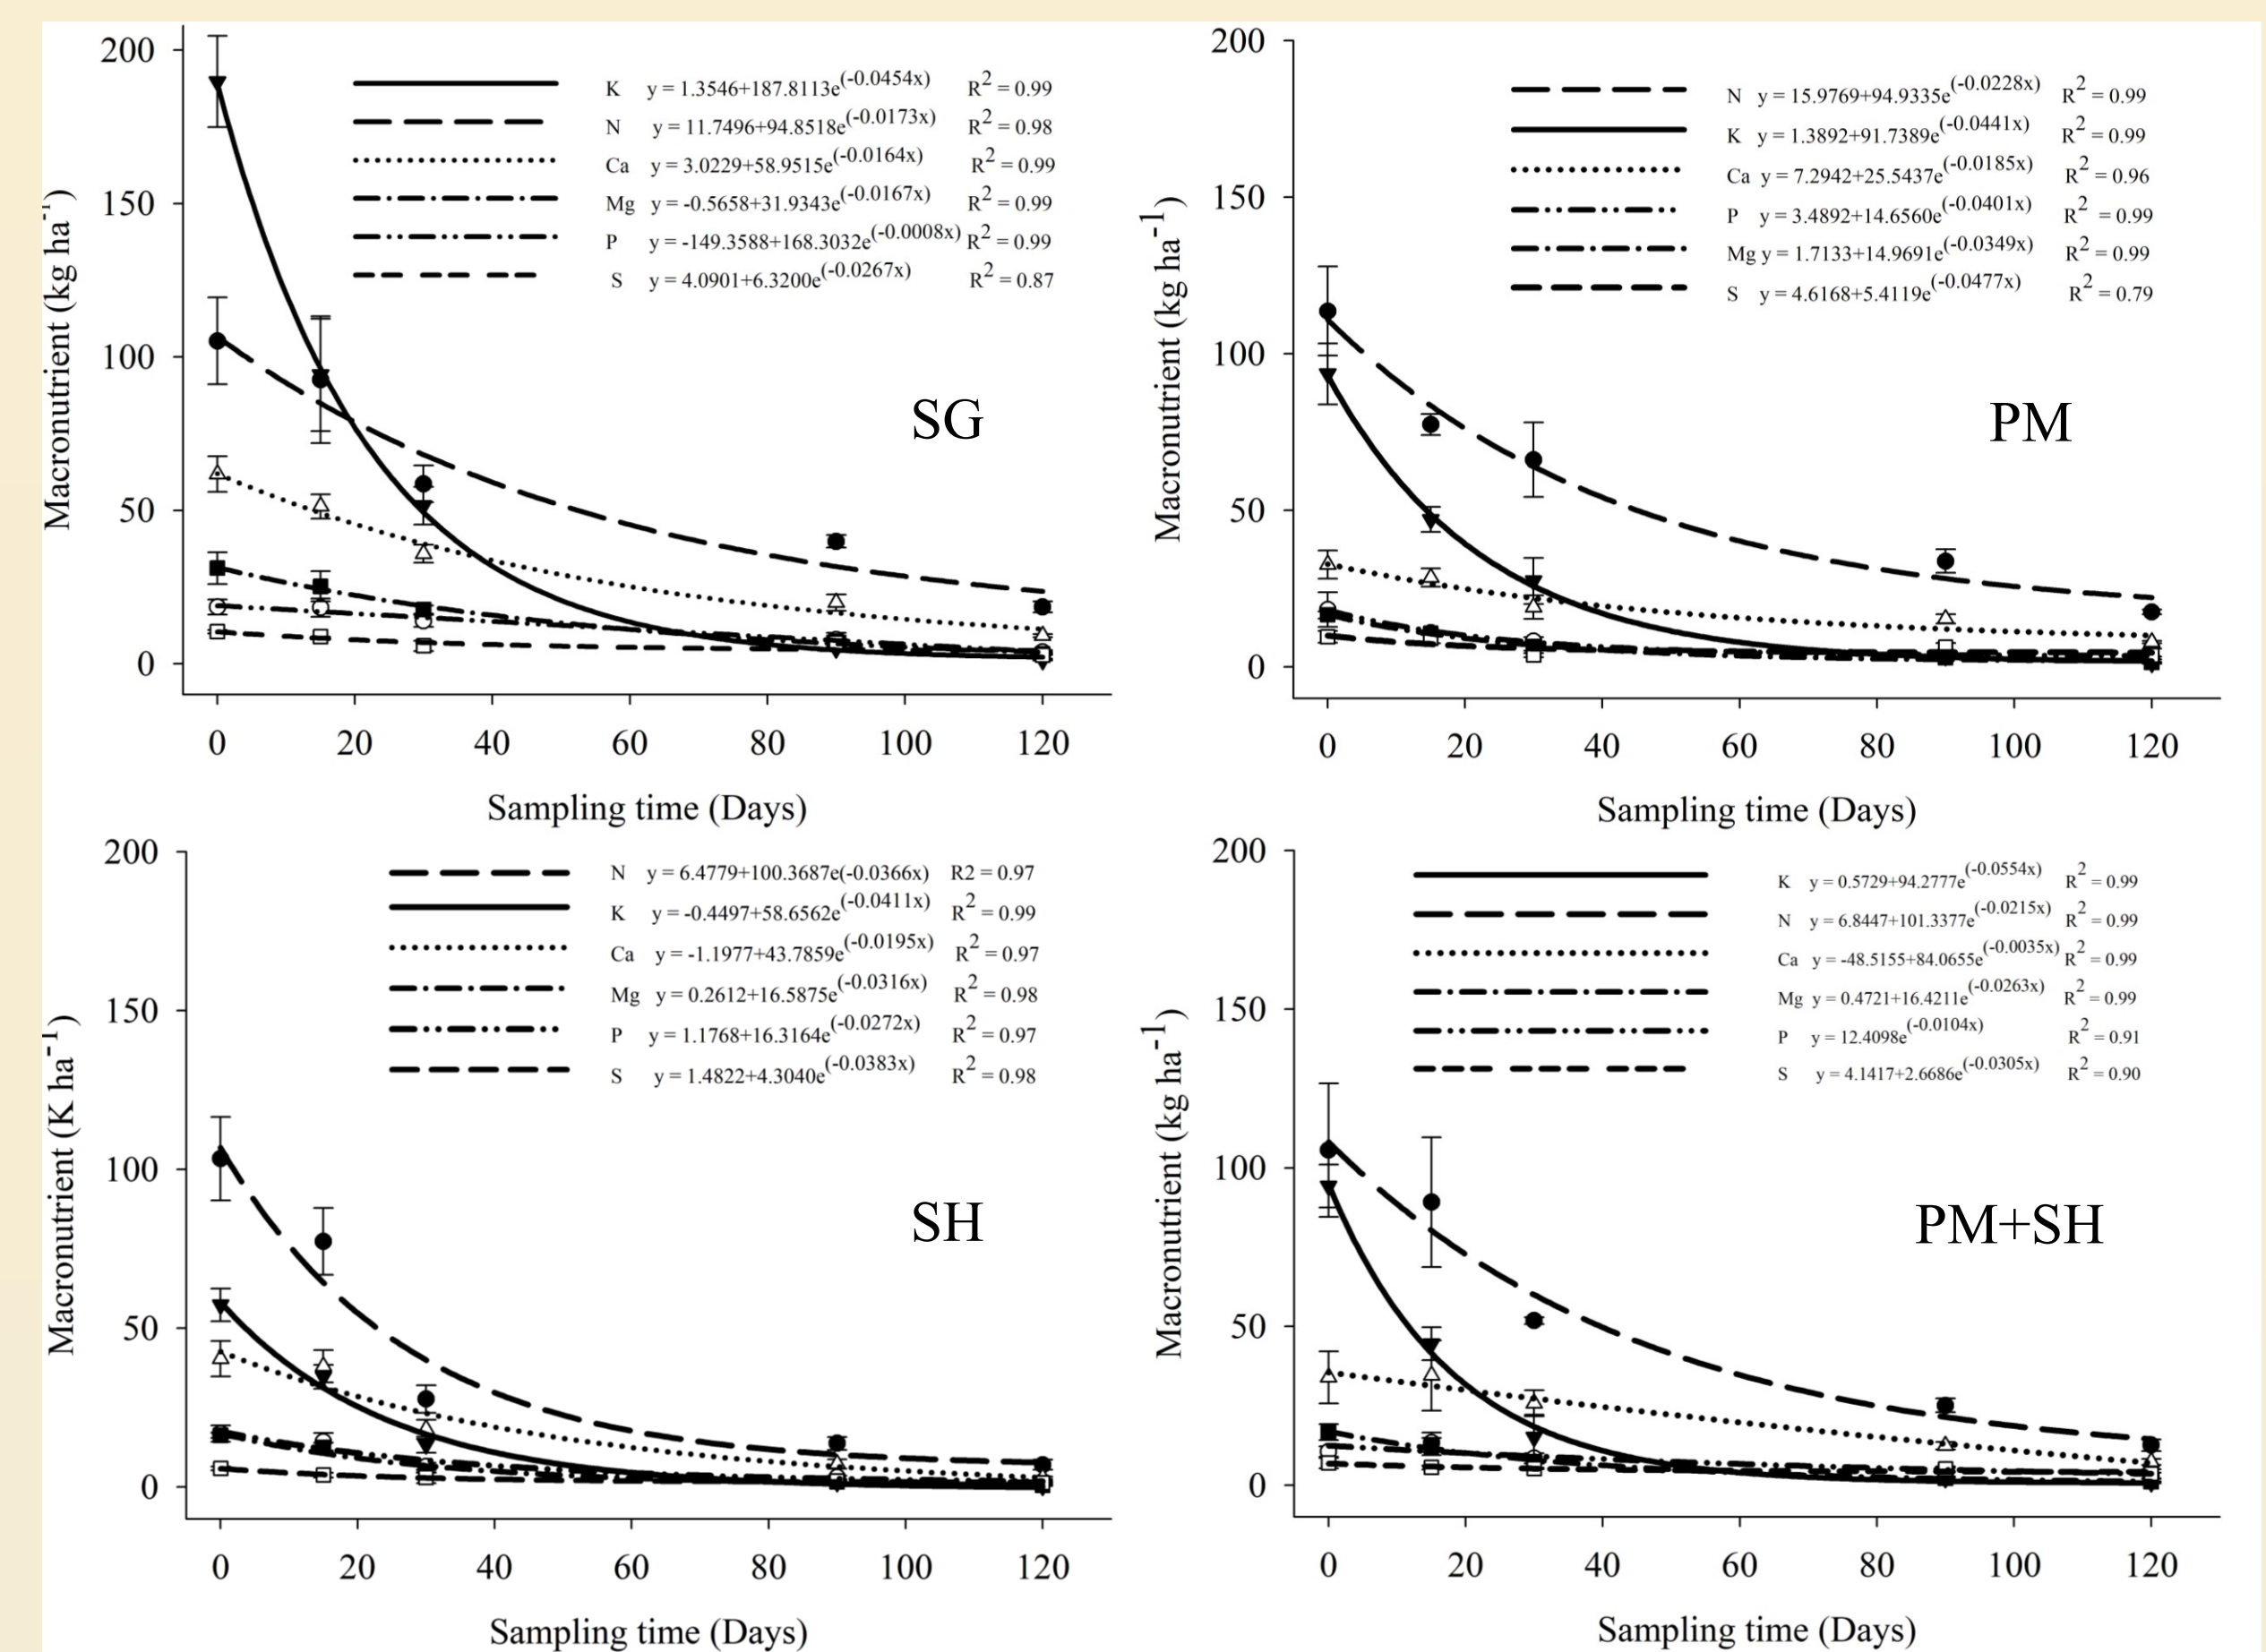 200
150
100
50
0
Macronutrient (kg ha-1)
K y = 1.3546+187.8113e(-0.0454x) R2 = 0.99
N y = 11.7496+94.8518e(-0.0173x) R2 = 0.98
Ca y = 3.0229+58.9515e(-0.0164x) R2 = 0.99
Mg y = -0.5658+31.9343e(-0.0167x) R2 = 0.99
P y = -149.3588+168.3032e(-0.0008x) R2 = 0.99
S y = 4.0901+6.3200e(-0.0267x) R2 = 0.87
SG
0 20 40 60 80 100 120
Sampling time (Days)
200
150
100
50
0
Macronutrient (kg ha-1)
N y = 15.9769+94.9335e(-0.0228x) R2 = 0.99
K y = 1.3892+91.7389e(-0.0441x) R2 = 0.99
Ca y = 7.2942+25.5437e(-0.0185x) R2 = 0.96
P y = 3.4892+14.6560e(-0.0401x) R2 = 0.99
Mg y = 1.7133+14.9691e(-0.0349x) R2 = 0.99
S y = 4.6168+5.4119e(-0.0477x) R2 = 0.79
PM
0 20 40 60 80 100 120
Sampling time (Days)
200
150
100
50
0
Macronutrient (K ha-1)
N y = 6.4779+100.3687e(-0.0366x) R2 = 0.97
K y = -0.4497+58.6562e(-0.0411x) R2 = 0.99
Ca y = -1.1977+43.7859e(-0.0195x) R2 = 0.97
Mg y = 0.2612+16.5875e(-0.0316x) R2 = 0.98
P y = 1.1768+16.3164e(-0.0272x) R2 = 0.97
S y = 1.4822+4.3040e(-0.0383x) R2 = 0.98
SH
0 20 40 60 80 100 120
Sampling time (Days)
200
150
100
50
0
Macronutrient (kg ha-1)
K y = 0.5729+94.2777e(-0.0554x) R2 = 0.99
N y = 6.8447+101.3377e(-0.0215x) R2 = 0.99
Ca y = -48.5155+84.0655e(-0.0035x) R2 = 0.99
Mg y = 0.4721+16.4211e(-0.0263x) R2 = 0.99
P y = 12.4098e(-0.0104x) R2 = 0.91
S y = 4.1417+2.6686e(-0.0305x) R2 = 0.90
PM+SH
0 20 40 60 80 100 120
Sampling time (Days)